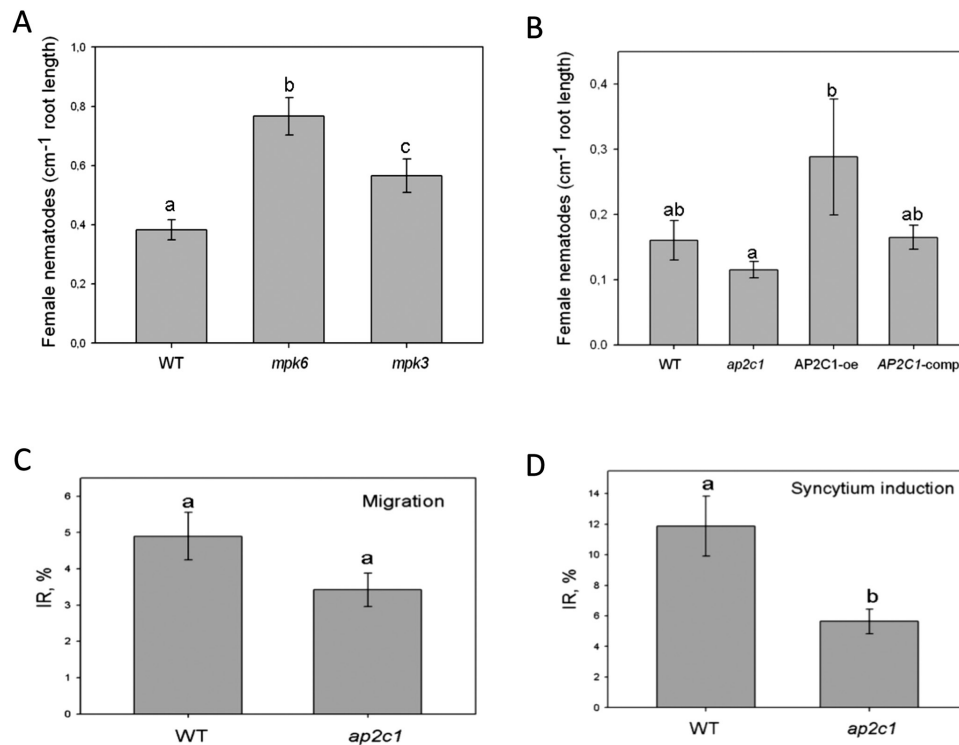 A
Female nematodes (cm⁻¹ root length)
1,0
0,8
0,6
0,4
0,2
0,0
a
b
c
WT
mpk6
mpk3
B
Female nematodes (cm⁻¹ root length)
0,4
0,3
0,2
0,1
0,0
ab
a
b
ab
WT
ap2c1
AP2C1-oe
AP2C1-comp
C
Migration
IR, %
6
5
4
3
2
1
0
a
a
WT
ap2c1
D
Syncytium induction
IR, %
14
12
10
8
6
4
2
0
a
b
WT
ap2c1